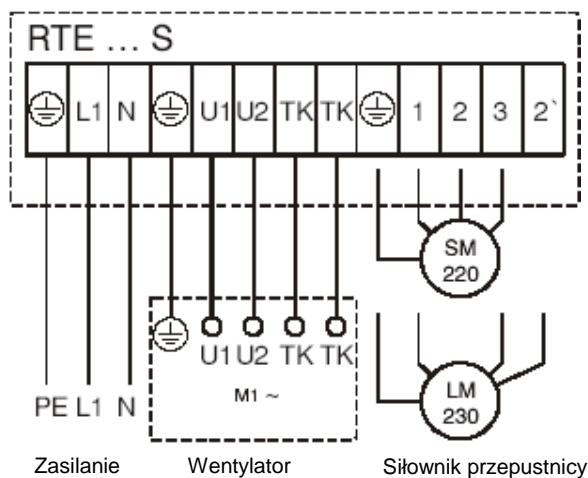 RTE ... S
L1 N U1 U2 TK TK 1 2 3 2`
SM
220
U1 U2 TK TK
M1 ~
LM
230
PE L1 N
Zasilanie Wentylator Siłownik przepustnicy